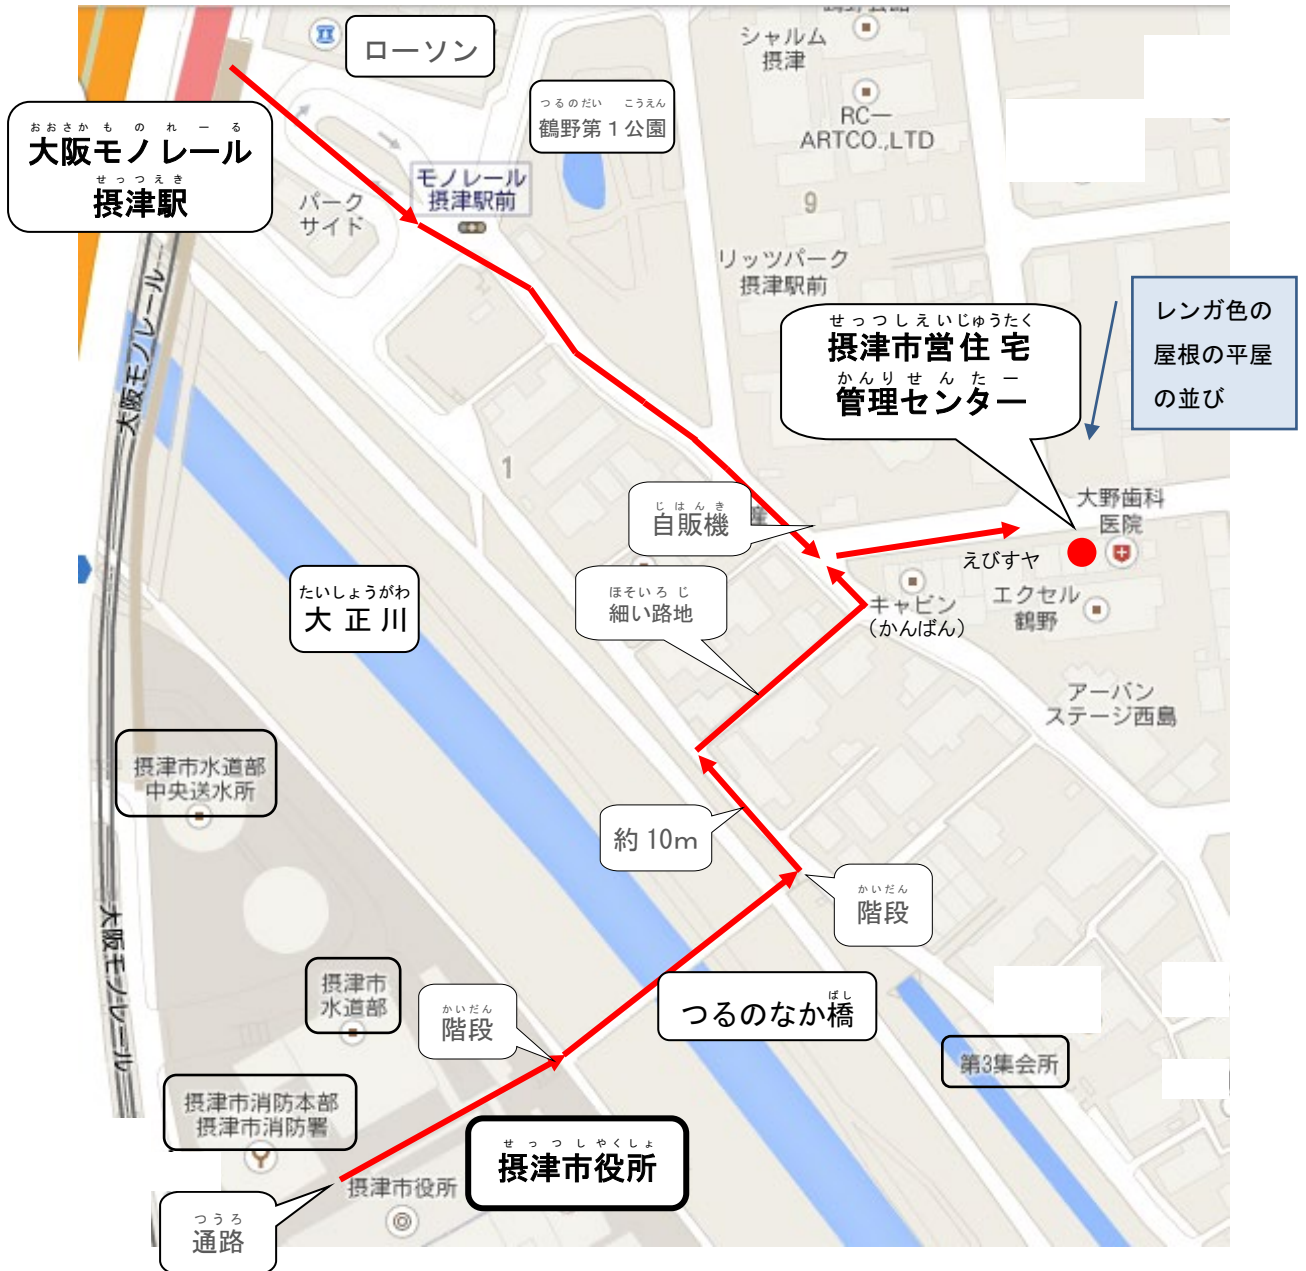 ローソン
シャルム
摂津
つるのだい こうえん
鶴野第１公園
RC－
ARTCO.,LTD
おおさかものれーる
大阪モノレール
せっつえき
摂津駅
パーク
サイド
モノレール
摂津駅前
9
リッツパーク
摂津駅前
せっつしえいじゅうたく
摂津市営住宅
かんりせんたー
管理センター
レンガ色の
屋根の平屋
の並び
大阪モノレール
1
じはんき
自販機
大野歯科
医院
えびすヤ
たいしょうがわ
大正川
ほそいろじ
細い路地
キャビン
（かんばん）
エクセル
鶴野
アーバン
ステージ西島
摂津市水道部
中央送水所
約10ｍ
かいだん
階段
大阪モノレール
摂津市
水道部
かいだん
階段
ばし
つるのなか橋
第3集会所
摂津市消防本部
摂津市消防署
せっつしやくしょ
摂津市役所
摂津市役所
つうろ
通路